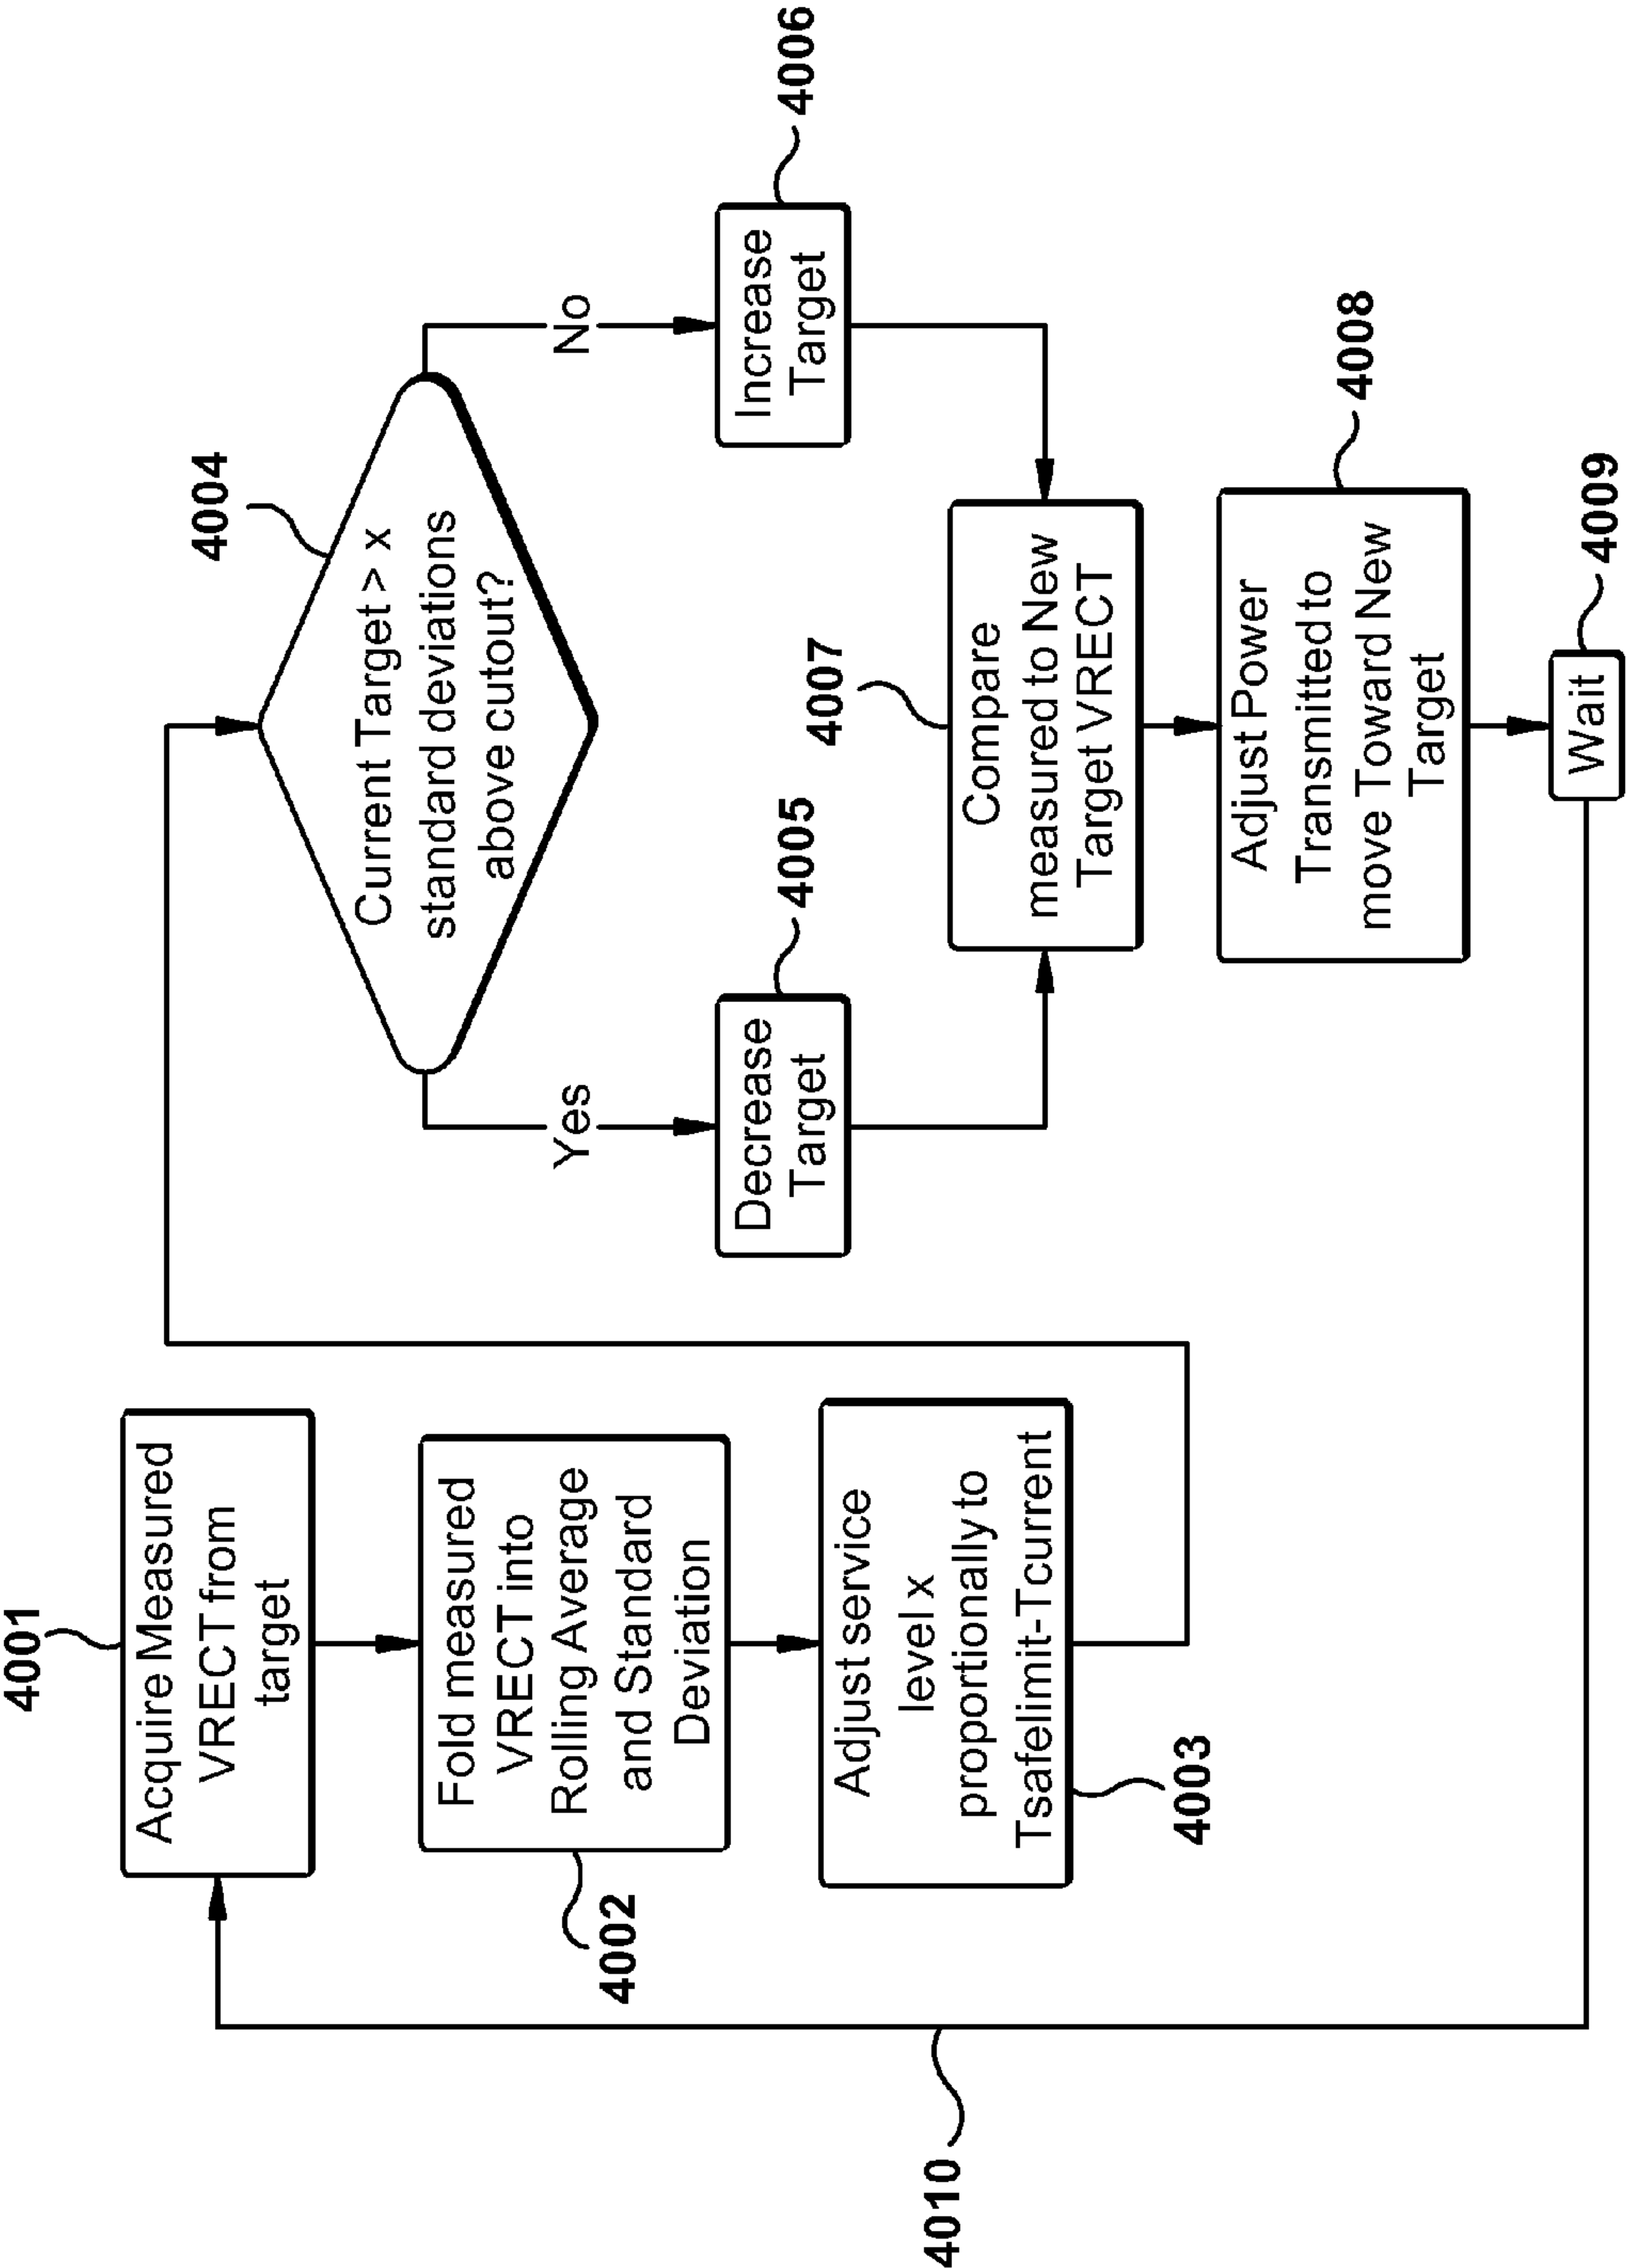 4001
Acquire Measured
VRECT from
target
4002
Fold measured
VRECT into
Rolling Average
and Standard
Deviation
4003
Adjust service
level x
proportionally to
Tsafelimit-Tcurrent
4004
Current Target > x
standard deviations
above cutout?
Yes
No
4005
Decrease
Target
4006
Increase
Target
4007
Compare
measured to New
Target VRECT
4008
Adjust Power
Transmitted to
move Toward New
Target
4009
Wait
4010